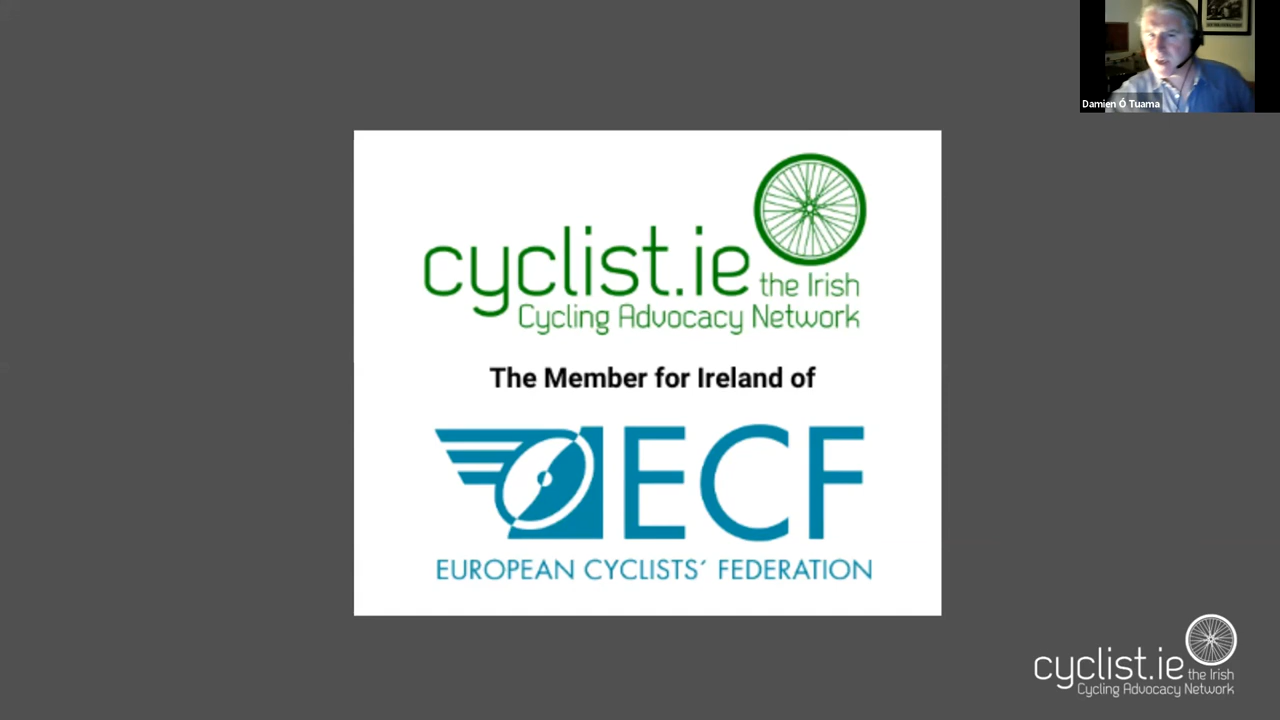 Damien Ó Tuama
cyclist.ie
the Irish
Cycling Advocacy Network
The Member for Ireland of
ECF
EUROPEAN CYCLISTS´ FEDERATION
cyclist.ie
the Irish
Cycling Advocacy Network